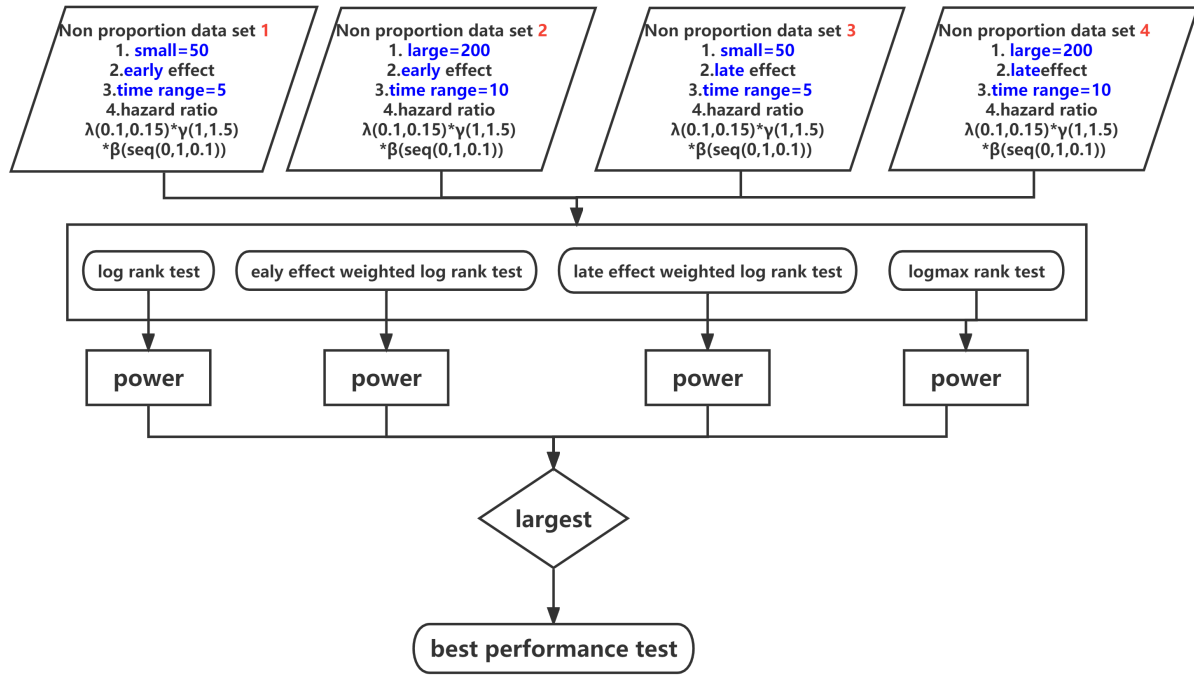 Non proportion data set 1
1. small=50
2.early effect
3.time range=5
4.hazard ratio
λ(0.1,0.15)*γ(1,1.5)
*β(seq(0,1,0.1))
Non proportion data set 2
1. large=200
2.early effect
3.time range=10
4.hazard ratio
λ(0.1,0.15)*γ(1,1.5)
*β(seq(0,1,0.1))
Non proportion data set 3
1. small=50
2.late effect
3.time range=5
4.hazard ratio
λ(0.1,0.15)*γ(1,1.5)
*β(seq(0,1,0.1))
Non proportion data set 4
1. large=200
2.lateeffect
3.time range=10
4.hazard ratio
λ(0.1,0.15)*γ(1,1.5)
*β(seq(0,1,0.1))
log rank test
ealy effect weighted log rank test
late effect weighted log rank test
logmax rank test
power
power
power
power
largest
best performance test